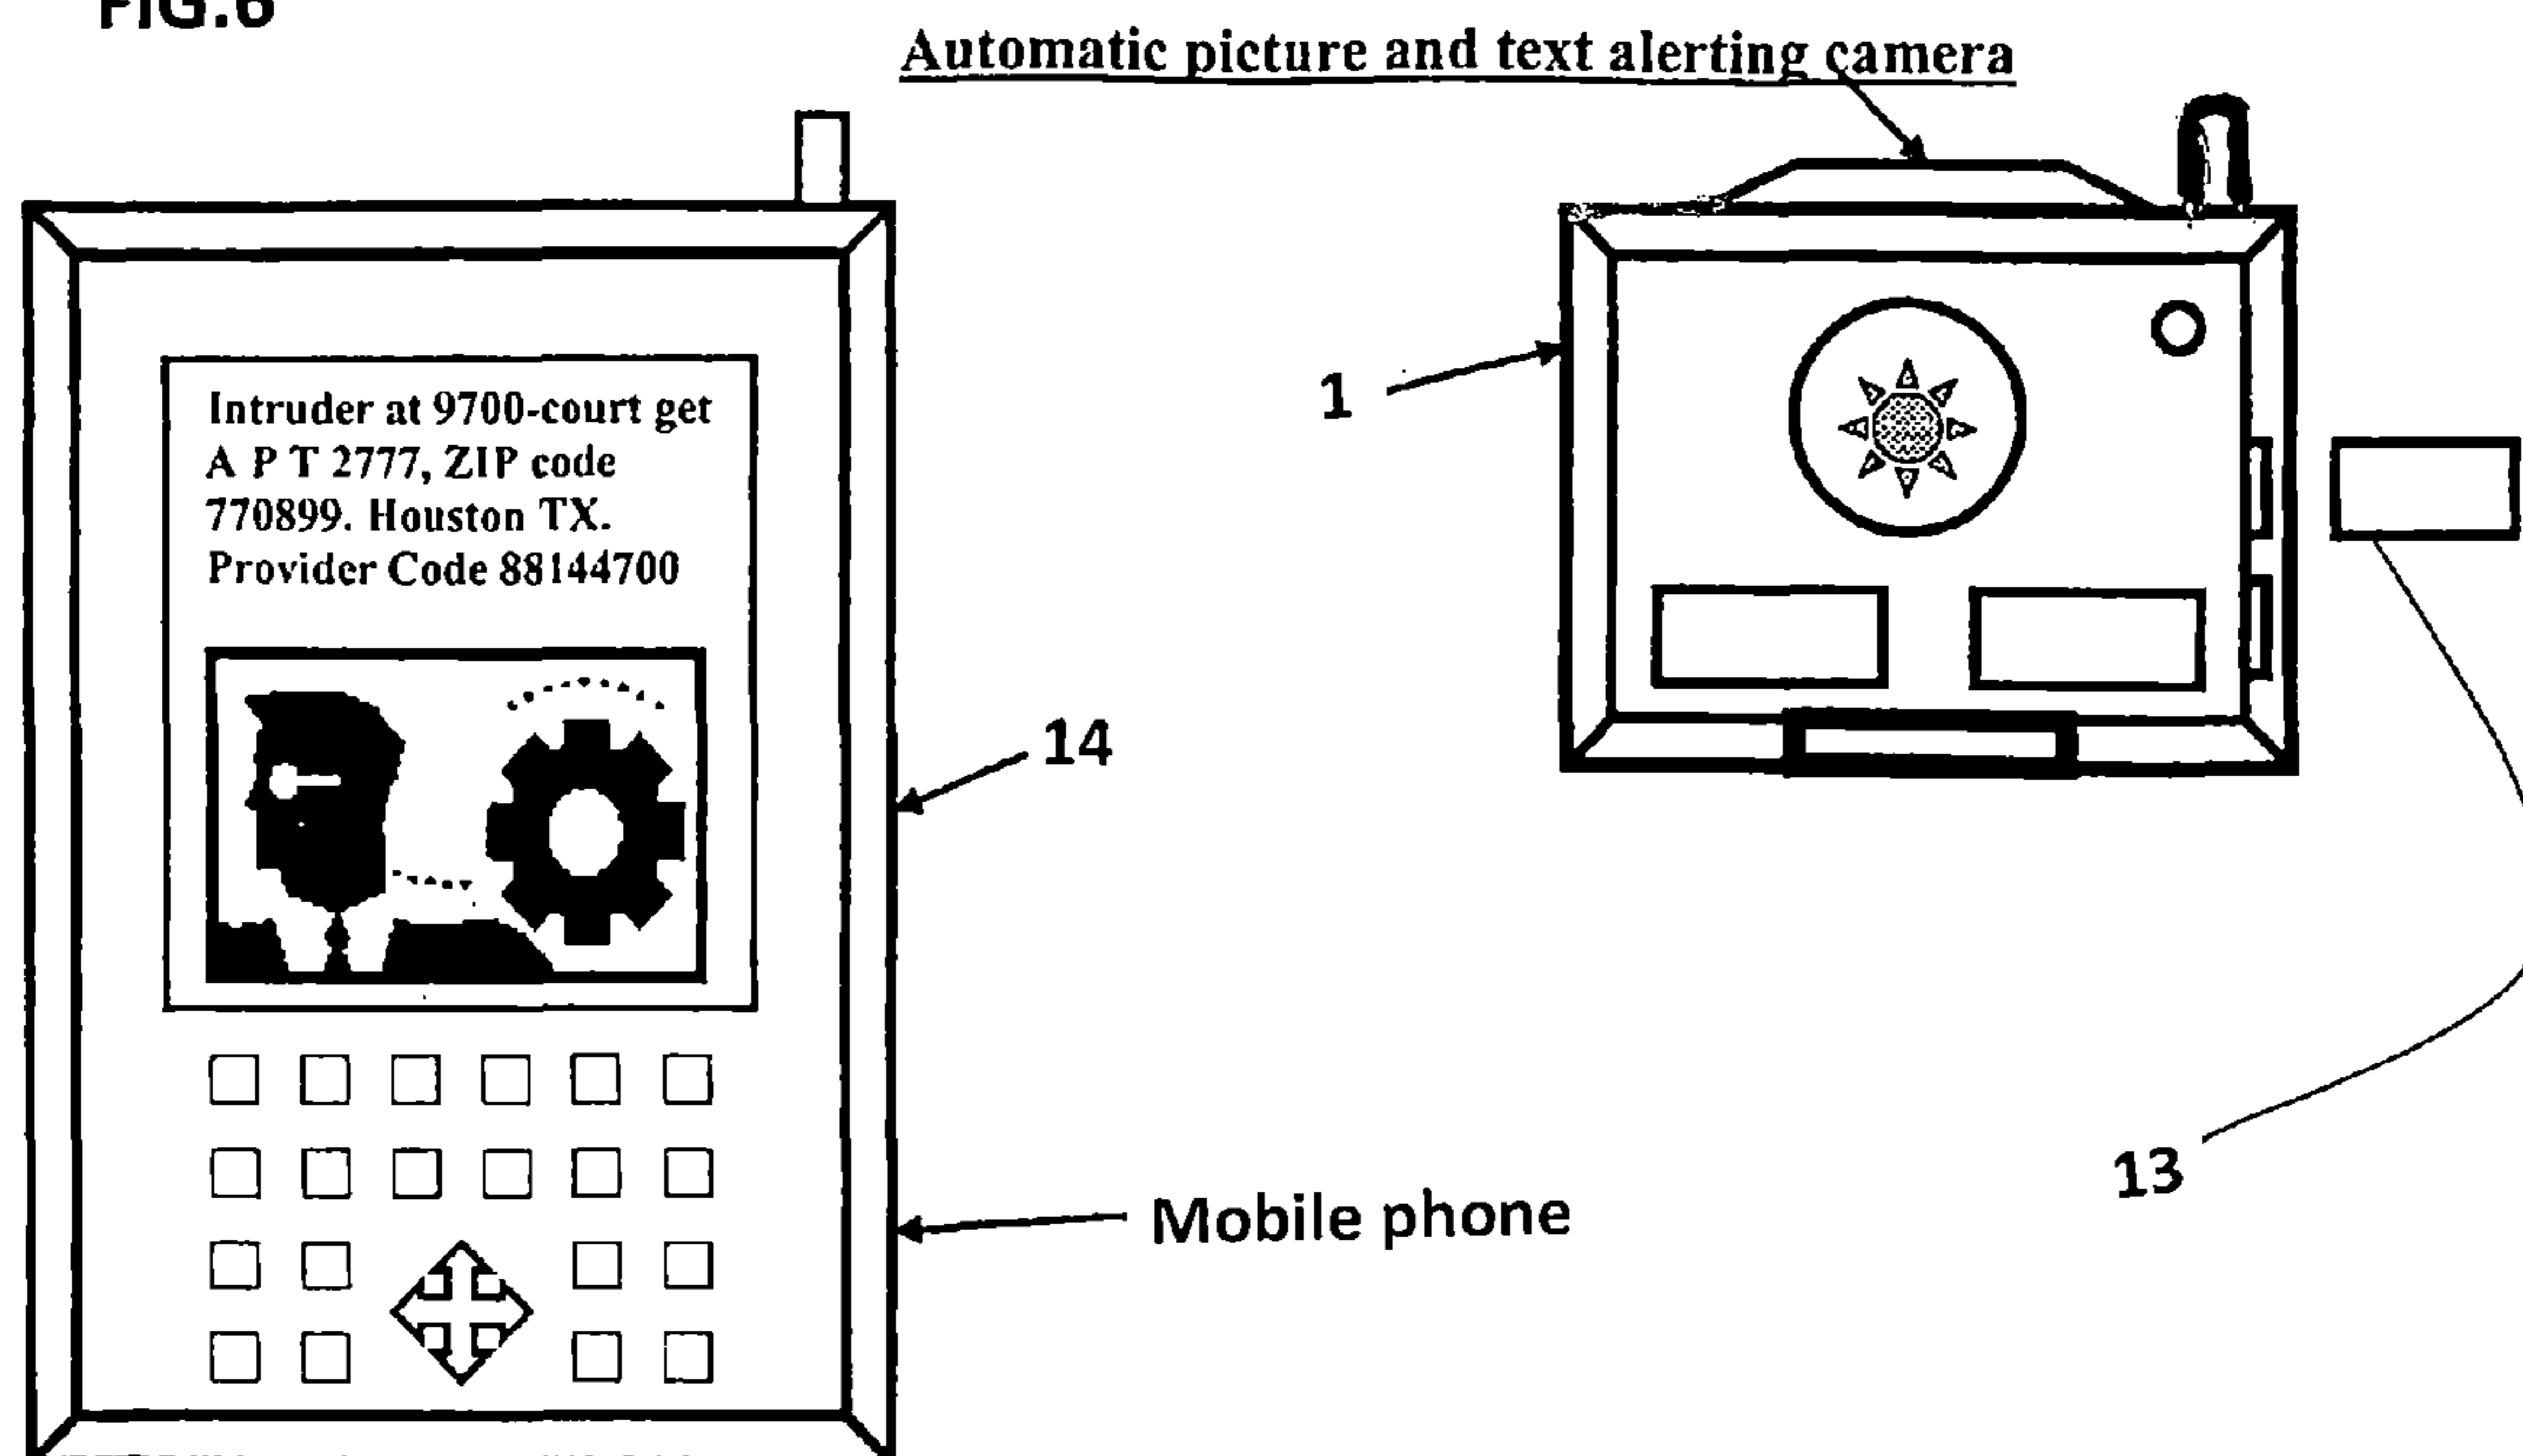 FIG.6
Automatic picture and text alerting camera
Intruder at 9700-court get
A P T 2777, ZIP code
770899. Houston TX.
Provider Code 88144700
1
14
13
Mobile phone